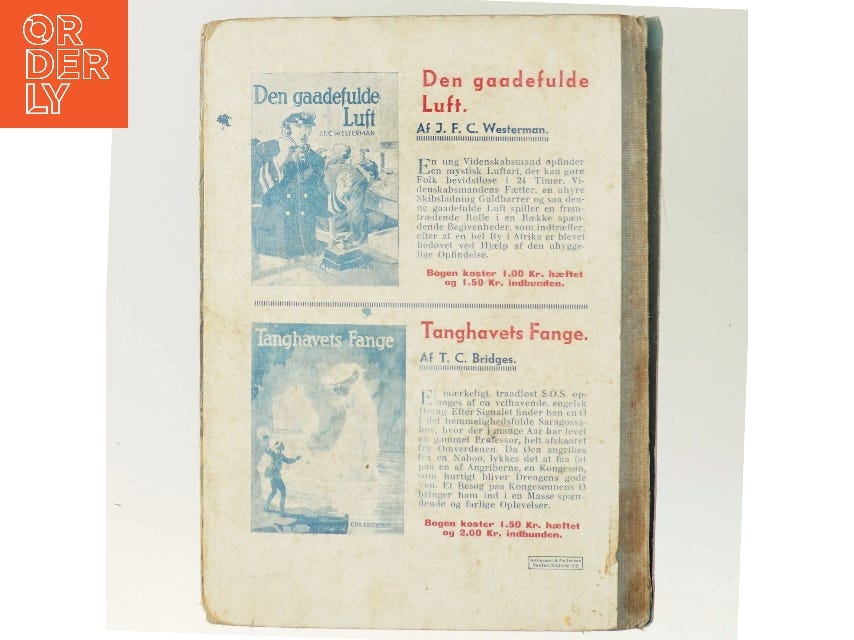 OR
DER
LY
Den gaadefulde
Luft
J.F.C. WESTERMAN
Den gaadefulde
Luft.
Af J. F. C. Westerman.
En ung Videnskabsmand opfinder
en mystisk Luftart, der kan gøre
Folk bevidstløse i 24 Timer. Vi-
denskabsmandens Fætter, en uhyre
Skibsladning Guldbarrer og saa den-
ne gaadefulde Luft spiller en frem-
trædende Rolle i en Række spæn-
dende Begivenheder, som indtræffer,
efter at en hel By i Afrika er blevet
bedøvet ved Hjælp af den uhygge-
lige Opfindelse.
Bogen koster 1.00 Kr. hæftet
og 1.50 Kr. indbunden.
Tanghavets Fange
CHR. ERICHSEN
Tanghavets Fange.
Af T. C. Bridges.
Et mærkeligt, traadløst S.O.S. op-
fanges af en velhavende, engelsk
Dreng. Efter Signalet finder han en Ø
i det hemmelighedsfulde Saragossa-
hav, hvor der i mange Aar har levet
en gammel Professor, helt afskaaret
fra Omverdenen. Da Øen angribes
fra en Naboø, lykkes det at faa fat
paa en af Angriberne, en Kongesøn,
som hurtigt bliver Drengens gode
Ven. Et Besøg paa Kongesønnens Ø
bringer ham ind i en Masse spæn-
dende og farlige Oplevelser.
Bogen koster 1.50 Kr. hæftet
og 2.00 Kr. indbunden.
Andersen & Pedersen